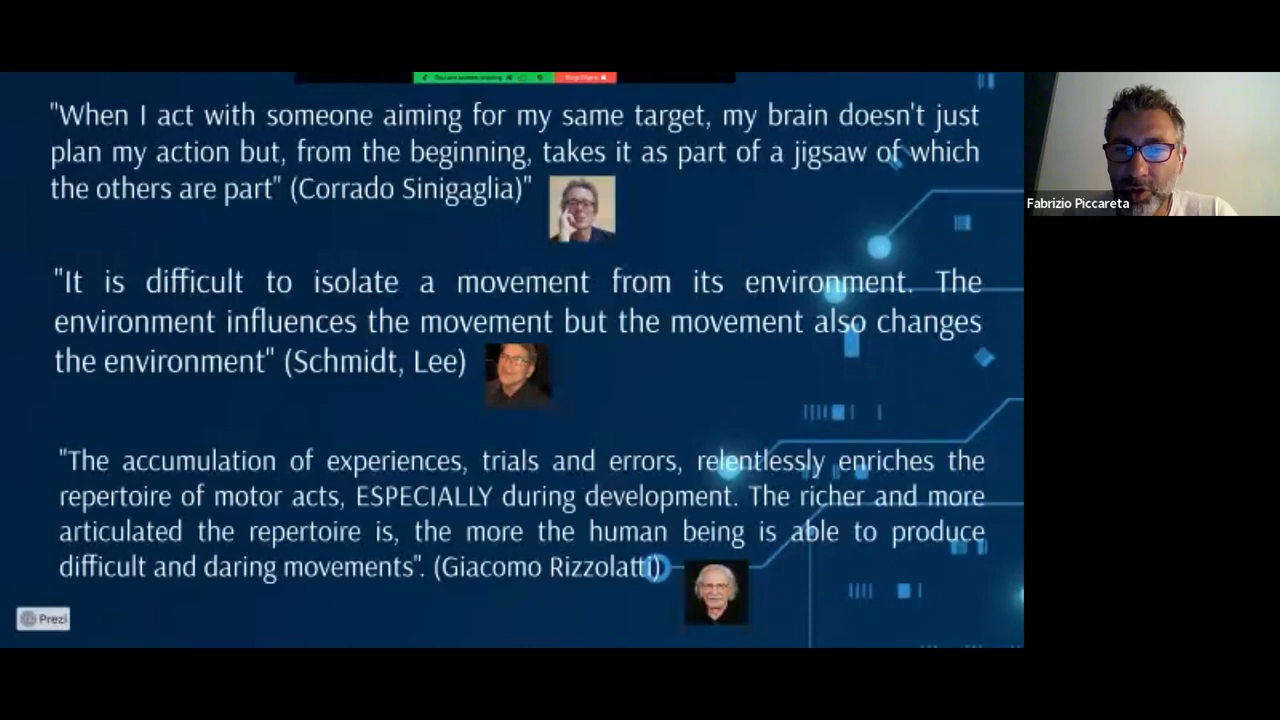 "When I act with someone aiming for my same target, my brain doesn't just
plan my action but, from the beginning, takes it as part of a jigsaw of which
the others are part" (Corrado Sinigaglia)"
Fabrizio Piccareta
"It is difficult to isolate a movement from its environment. The
environment influences the movement but the movement also changes
the environment" (Schmidt, Lee)
"The accumulation of experiences, trials and errors, relentlessly enriches the
repertoire of motor acts, ESPECIALLY during development. The richer and more
articulated the repertoire is, the more the human being is able to produce
difficult and daring movements". (Giacomo Rizzolatti)
Prezi